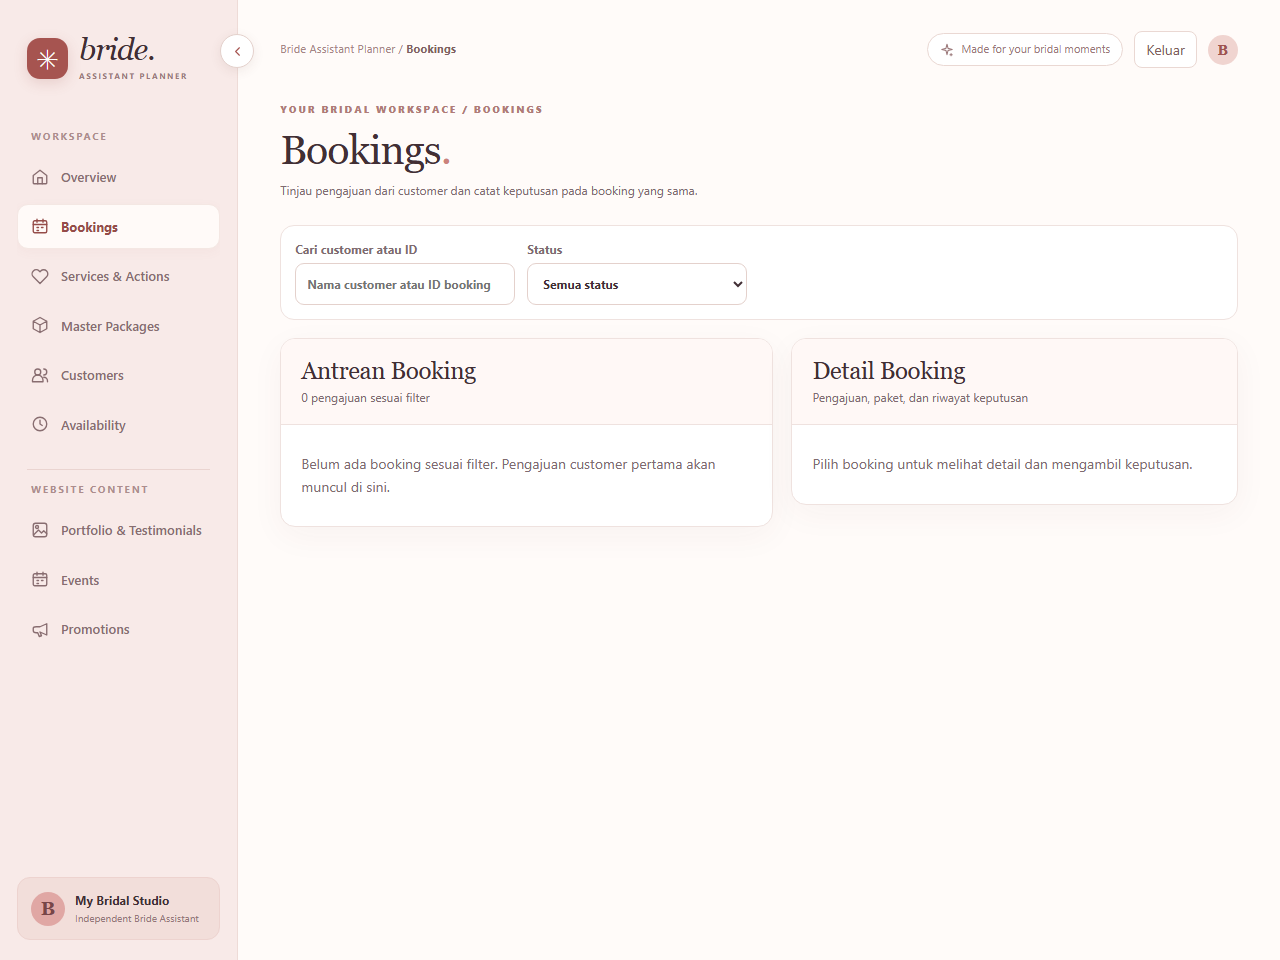 bride.
ASSISTANT PLANNER
WORKSPACE
Overview
Bookings
Services & Actions
Master Packages
Customers
Availability
WEBSITE CONTENT
Portfolio & Testimonials
Events
Promotions
B
My Bridal Studio
Independent Bride Assistant
Bride Assistant Planner / Bookings
Made for your bridal moments
Keluar
B
YOUR BRIDAL WORKSPACE / BOOKINGS
Bookings.
Tinjau pengajuan dari customer dan catat keputusan pada booking yang sama.
Cari customer atau ID
Nama customer atau ID booking
Status
Semua status
Antrean Booking
0 pengajuan sesuai filter
Belum ada booking sesuai filter. Pengajuan customer pertama akan
muncul di sini.
Detail Booking
Pengajuan, paket, dan riwayat keputusan
Pilih booking untuk melihat detail dan mengambil keputusan.